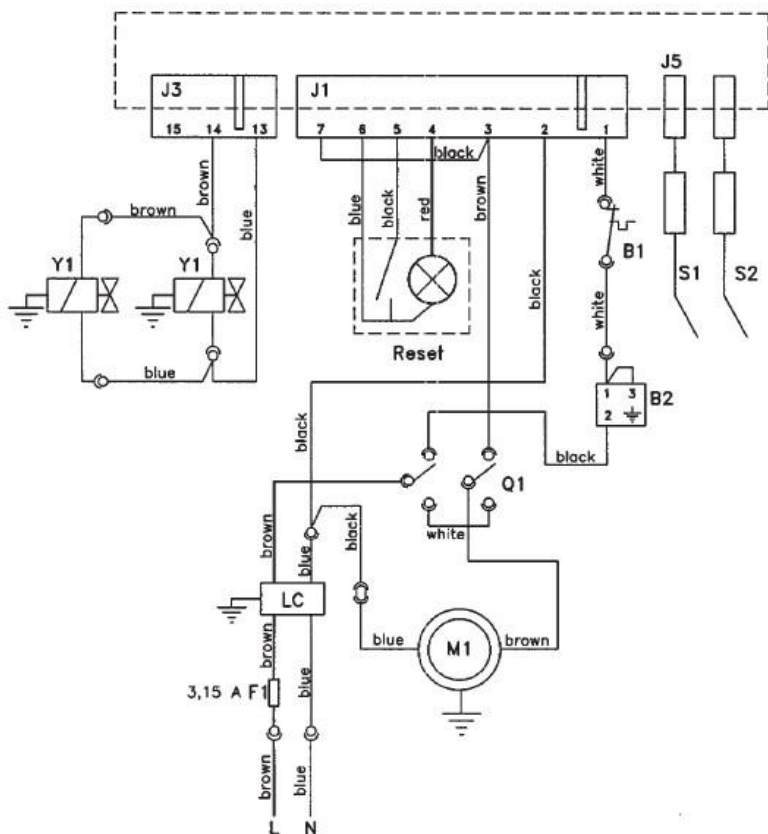 J5
J3 J1
15 14 13 7 6 5 4 3 2 1
black
white
brown
blue
blue
black
red
brown
brown
Y1 Y1
B1
S1 S2
black
white
Reset
blue
1 3
2
B2
black
black
Q1
white
brown
blue
black
LC
blue
M1
brown
brown
blue
3,15 A F1
brown
blue
L N